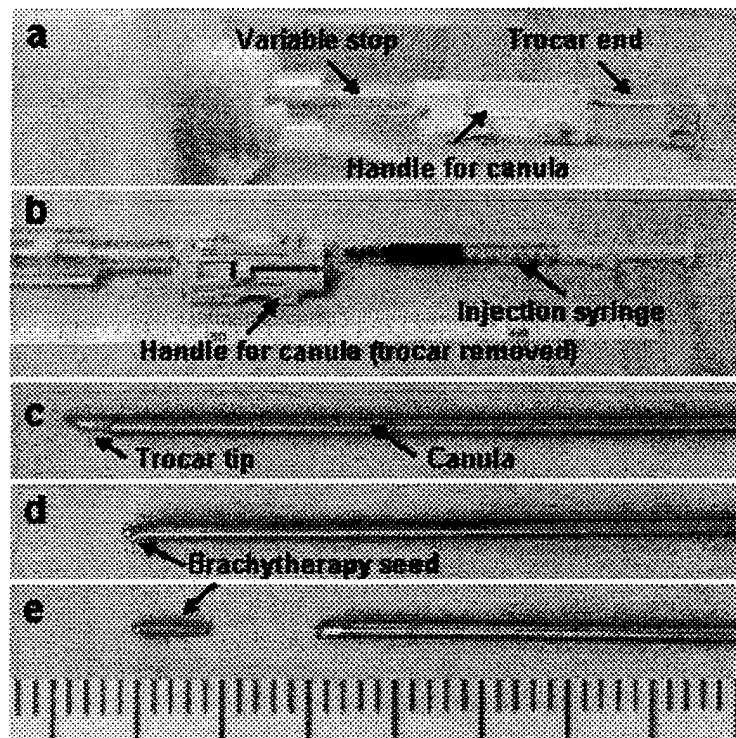 a
Variable stop
Trocar end
Handle for canula
b
Injection syringe
Handle for canula (trocar removed)
c
Trocar tip
Canula
d
Brachytherapy seed
e